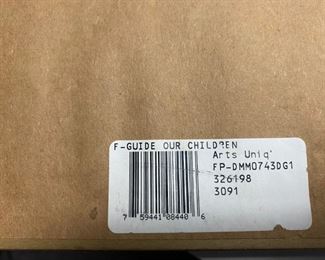 F-GUIDE OUR CHILDREN
Arts Uniq'
FP-DMM0743DG1
326198
3091
7 59441 08440 6